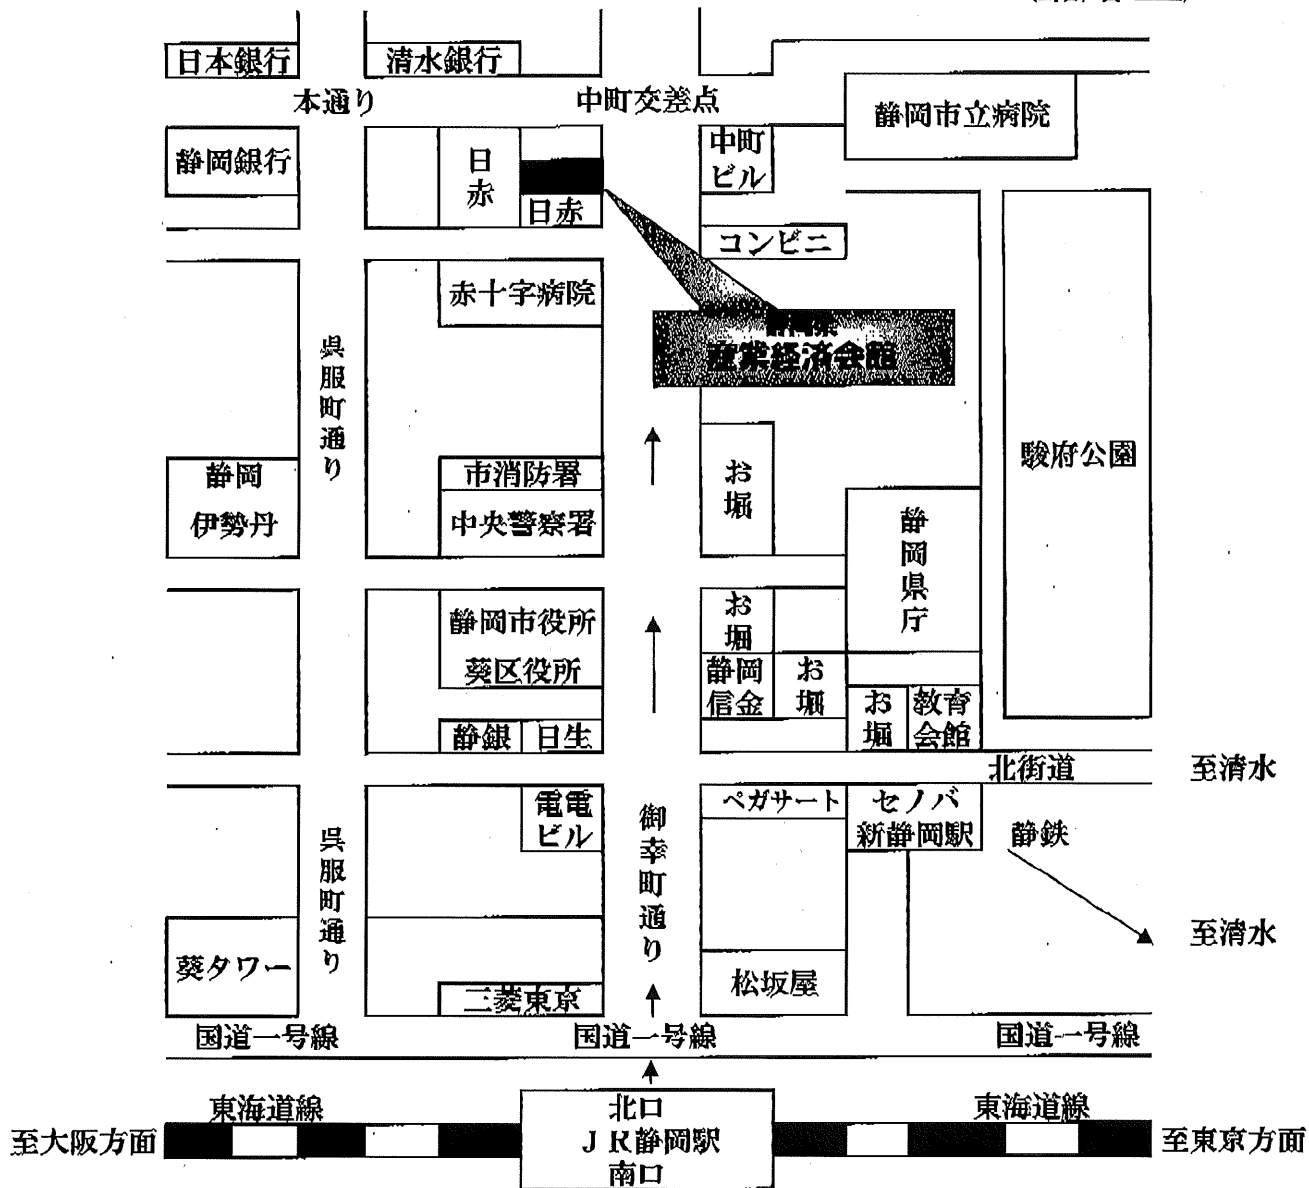 日本銀行
清水銀行
本通り
中町交差点
静岡市立病院
静岡銀行
日赤
日赤
中町
ビル
コンビニ
赤十字病院
静岡県
産業経済会館
呉服町通り
駿府公園
静岡
伊勢丹
市消防署
中央警察署
お堀
静岡県庁
静岡市役所
葵区役所
お堀
静岡
信金
お堀
お堀
教育
会館
静銀
日生
北街道
至清水
電電
ビル
御幸町通り
ペガサート
セノバ
新静岡駅
静鉄
呉服町通り
至清水
葵タワー
三菱東京
松坂屋
国道一号線
国道一号線
国道一号線
東海道線
北口
東海道線
至大阪方面
JR静岡駅
至東京方面
南口